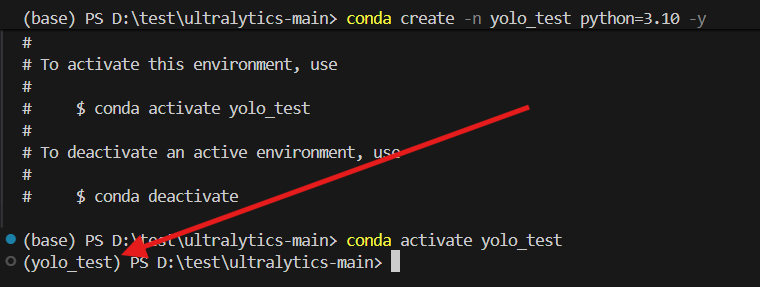 (base) PS D:\test\ultralytics-main> conda create -n yolo_test python=3.10 -y
#
# To activate this environment, use
#
#     $ conda activate yolo_test
#
# To deactivate an active environment, use
#
#     $ conda deactivate
(base) PS D:\test\ultralytics-main> conda activate yolo_test
(yolo_test) PS D:\test\ultralytics-main>